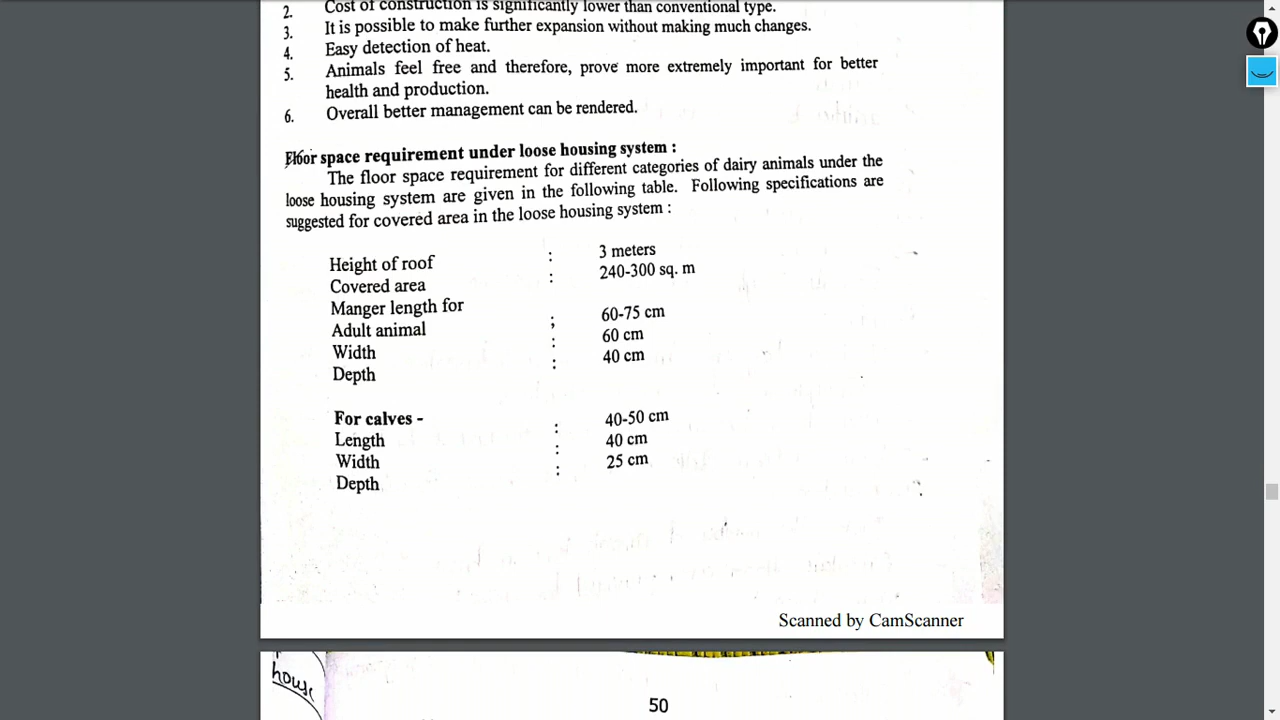 2. Cost of construction is significantly lower than conventional type.
3. It is possible to make further expansion without making much changes.
4. Easy detection of heat.
5. Animals feel free and therefore, prove more extremely important for better
health and production.
6. Overall better management can be rendered.
Floor space requirement under loose housing system :
The floor space requirement for different categories of dairy animals under the
loose housing system are given in the following table. Following specifications are
suggested for covered area in the loose housing system :
Height of roof : 3 meters
Covered area : 240-300 sq. m
Manger length for
Adult animal ; 60-75 cm
Width : 60 cm
Depth : 40 cm
For calves -
Length : 40-50 cm
Width : 40 cm
Depth : 25 cm
Scanned by CamScanner
house
50